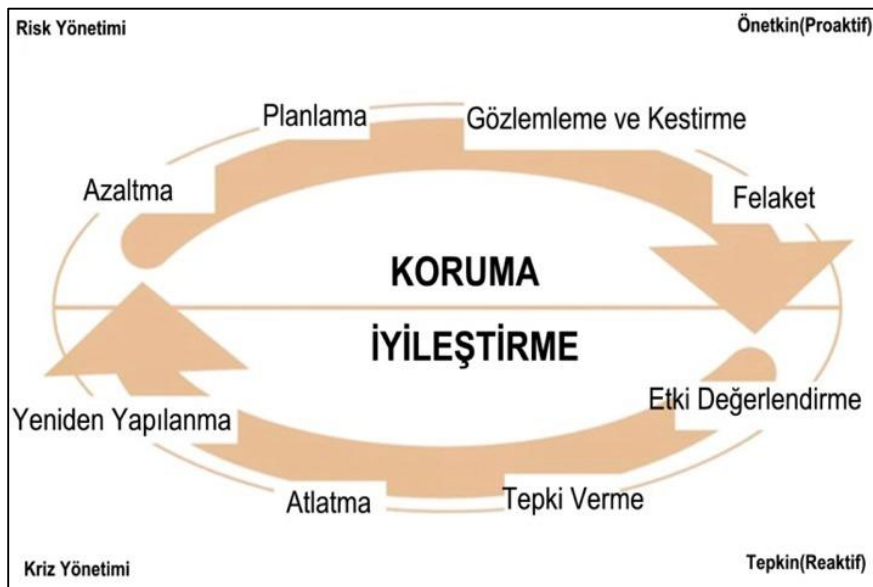 Risk Yönetimi
Önetkin(Proaktif)
Planlama
Gözlemleme ve Kestirme
Azaltma
Felaket
KORUMA
İYİLEŞTİRME
Etki Değerlendirme
Yeniden Yapılanma
Atlatma
Tepki Verme
Kriz Yönetimi
Tepkin(Reaktif)